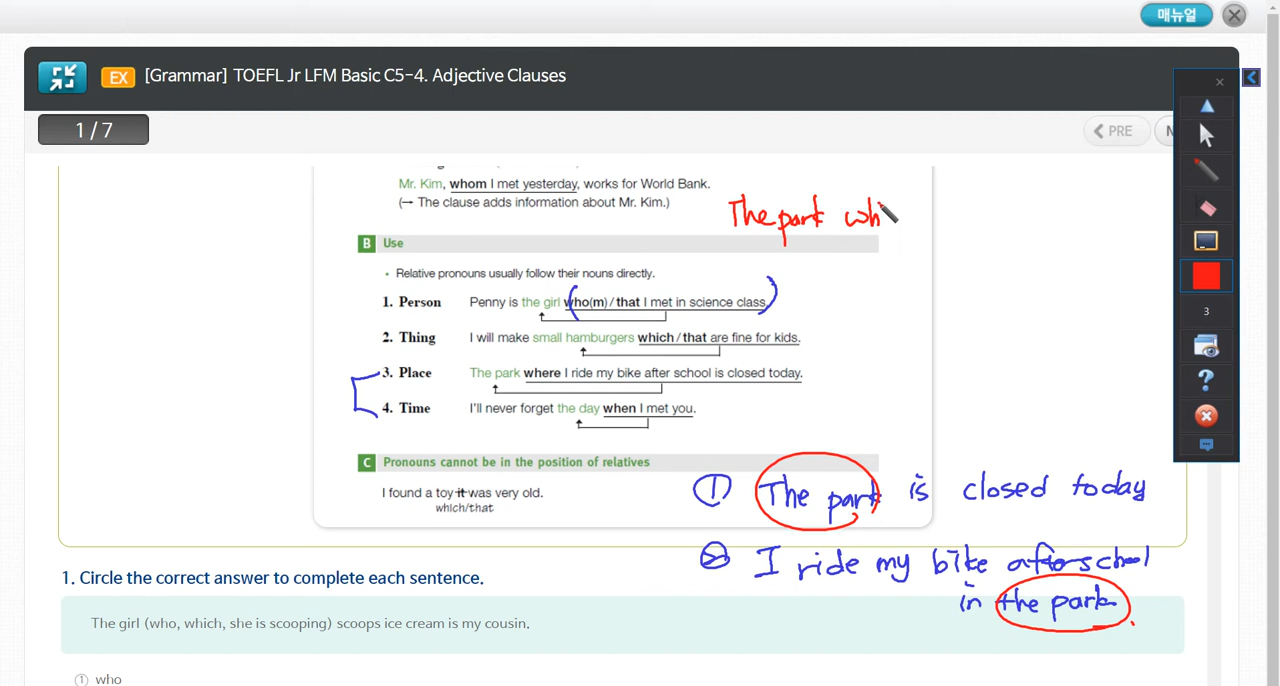 매뉴얼
EX [Grammar] TOEFL Jr LFM Basic C5-4. Adjective Clauses
1 / 7
PRE
N
Mr. Kim, whom I met yesterday, works for World Bank.
(→ The clause adds information about Mr. Kim.)
The park wh
B Use
• Relative pronouns usually follow their nouns directly.
1. Person Penny is the girl who(m) / that I met in science class.
2. Thing I will make small hamburgers which / that are fine for kids.
3. Place The park where I ride my bike after school is closed today.
4. Time I'll never forget the day when I met you.
3
C Pronouns cannot be in the position of relatives
I found a toy it was very old.
which/that
① The park is closed today
② I ride my bike after school
in the park.
1. Circle the correct answer to complete each sentence.
The girl (who, which, she is scooping) scoops ice cream is my cousin.
① who